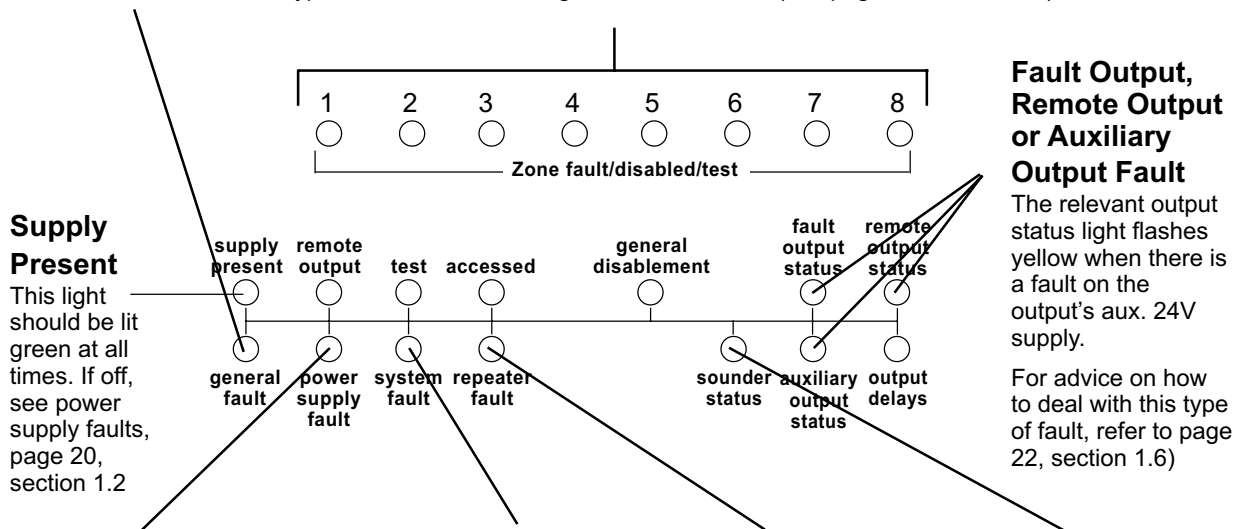 1 2 3 4 5 6 7 8
Zone fault/disabled/test
Supply
Present
This light
should be lit
green at all
times. If off,
see power
supply faults,
page 20,
section 1.2
supply
present
remote
output
test
accessed
general
disablement
fault
output
status
remote
output
status
general
fault
power
supply
fault
system
fault
repeater
fault
sounder
status
auxiliary
output
status
output
delays
Fault Output,
Remote Output
or Auxiliary
Output Fault
The relevant output
status light flashes
yellow when there is
a fault on the
output's aux. 24V
supply.
For advice on how
to deal with this type
of fault, refer to page
22, section 1.6)